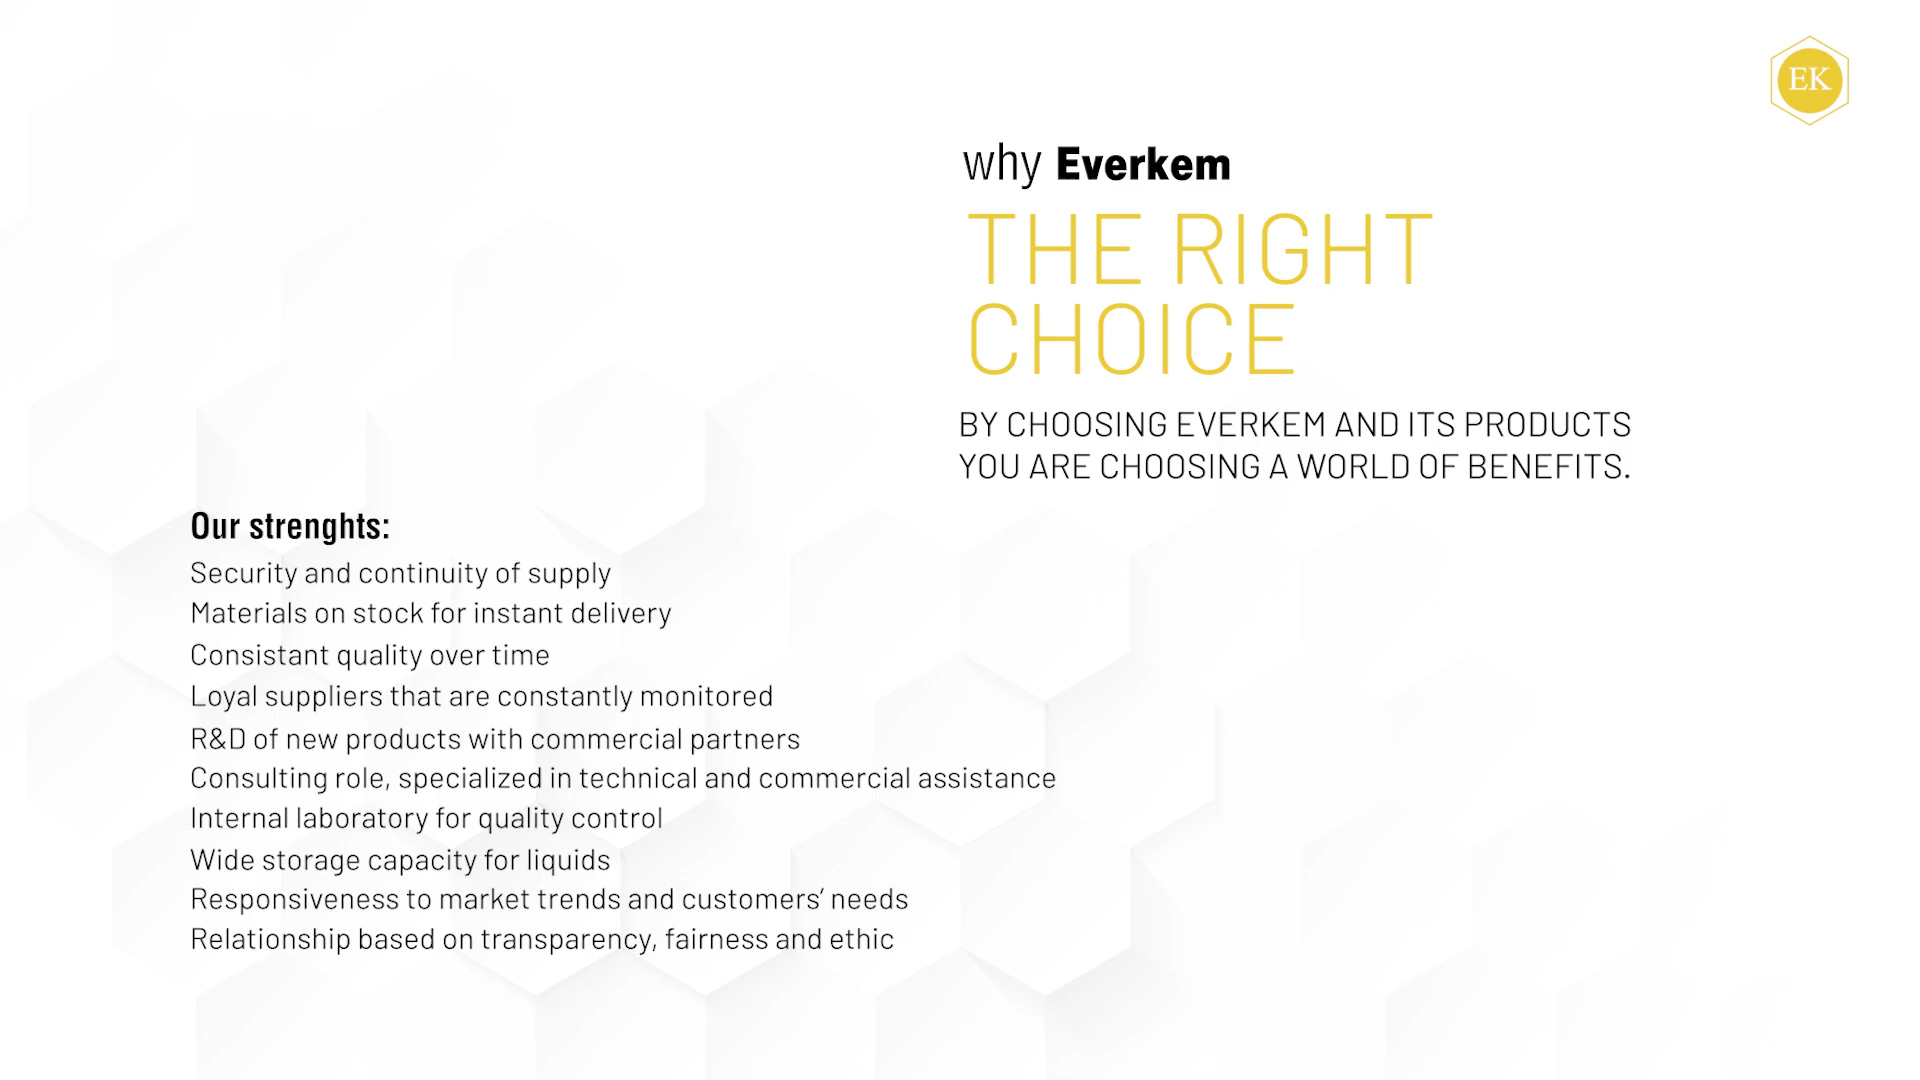 EK
why Everkem
THE RIGHT
CHOICE
BY CHOOSING EVERKEM AND ITS PRODUCTS
YOU ARE CHOOSING A WORLD OF BENEFITS.
Our strenghts:
Security and continuity of supply
Materials on stock for instant delivery
Consistant quality over time
Loyal suppliers that are constantly monitored
R&D of new products with commercial partners
Consulting role, specialized in technical and commercial assistance
Internal laboratory for quality control
Wide storage capacity for liquids
Responsiveness to market trends and customers’ needs
Relationship based on transparency, fairness and ethic